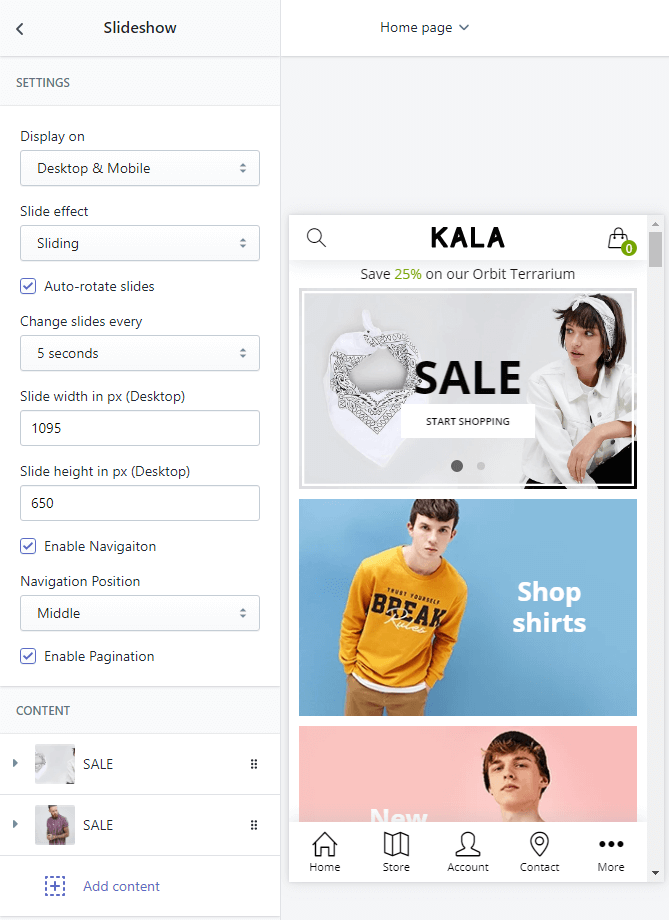 Slideshow
Home page
SETTINGS
Display on
Desktop & Mobile
Slide effect
Sliding
Auto-rotate slides
Change slides every
5 seconds
Slide width in px (Desktop)
1095
Slide height in px (Desktop)
650
Enable Navigaiton
Navigation Position
Middle
Enable Pagination
CONTENT
SALE
SALE
Add content
KALA
0
Save 25% on our Orbit Terrarium
SALE
START SHOPPING
TRUST YOURSELF
BREAK
Rules
Shop
shirts
New
Home
Store
Account
Contact
More